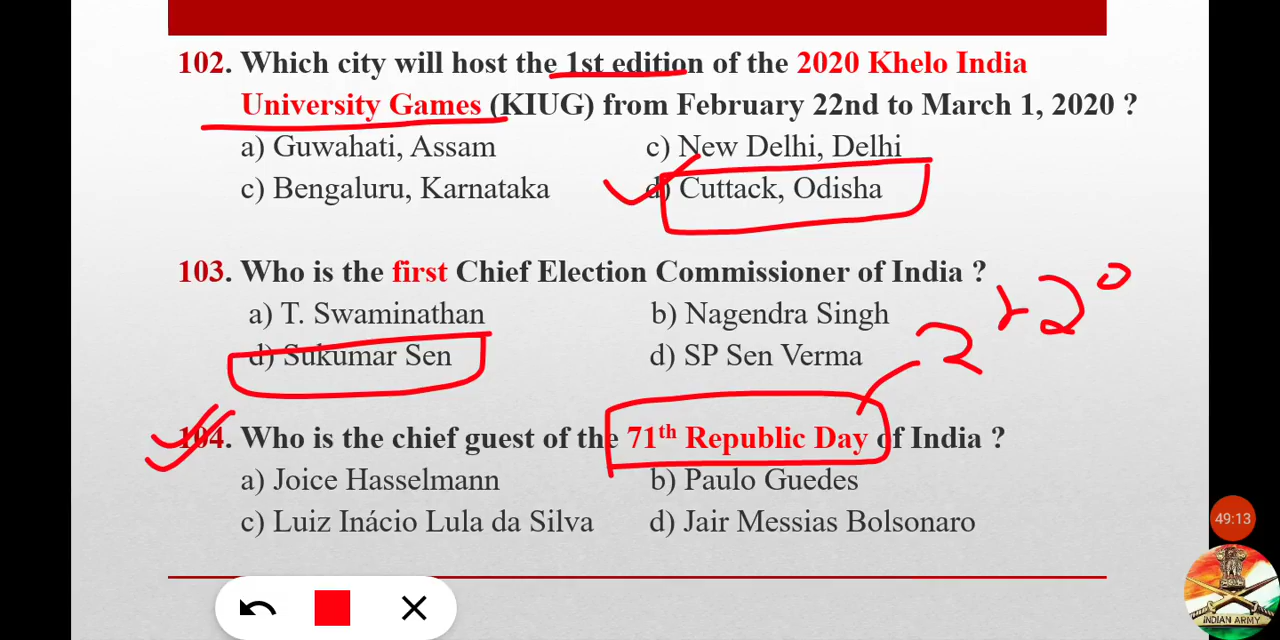 102. Which city will host the 1st edition of the 2020 Khelo India
University Games (KIUG) from February 22nd to March 1, 2020 ?
a) Guwahati, Assam c) New Delhi, Delhi
c) Bengaluru, Karnataka d) Cuttack, Odisha
103. Who is the first Chief Election Commissioner of India ?
a) T. Swaminathan b) Nagendra Singh
d) Sukumar Sen d) SP Sen Verma
104. Who is the chief guest of the 71th Republic Day of India ?
a) Joice Hasselmann b) Paulo Guedes
c) Luiz Inácio Lula da Silva d) Jair Messias Bolsonaro
49:13
INDIAN ARMY